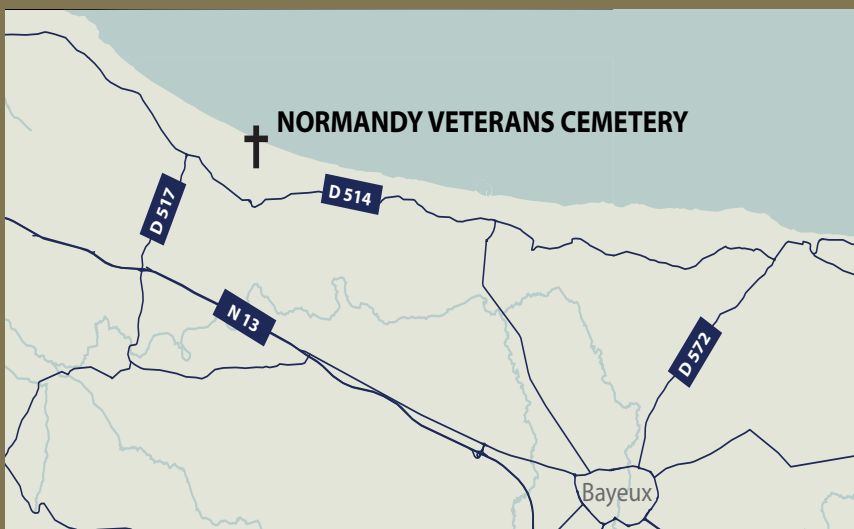 NORMANDY VETERANS CEMETERY
D 517
D 514
N 13
D 572
Bayeux